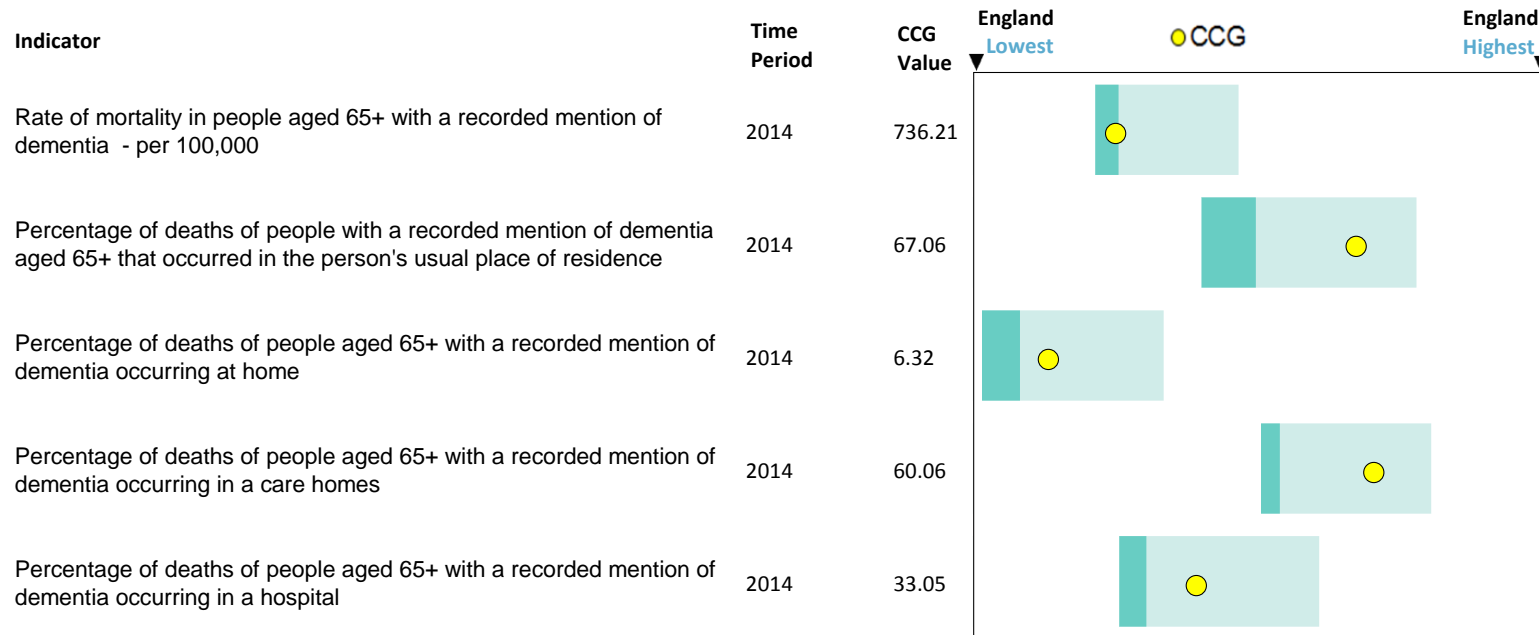 Indicator
Time
Period
CCG
Value
England
Lowest
CCG
England
Highest
Rate of mortality in people aged 65+ with a recorded mention of
dementia - per 100,000
2014
736.21
Percentage of deaths of people with a recorded mention of dementia
aged 65+ that occurred in the person's usual place of residence
2014
67.06
Percentage of deaths of people aged 65+ with a recorded mention of
dementia occurring at home
2014
6.32
Percentage of deaths of people aged 65+ with a recorded mention of
dementia occurring in a care homes
2014
60.06
Percentage of deaths of people aged 65+ with a recorded mention of
dementia occurring in a hospital
2014
33.05